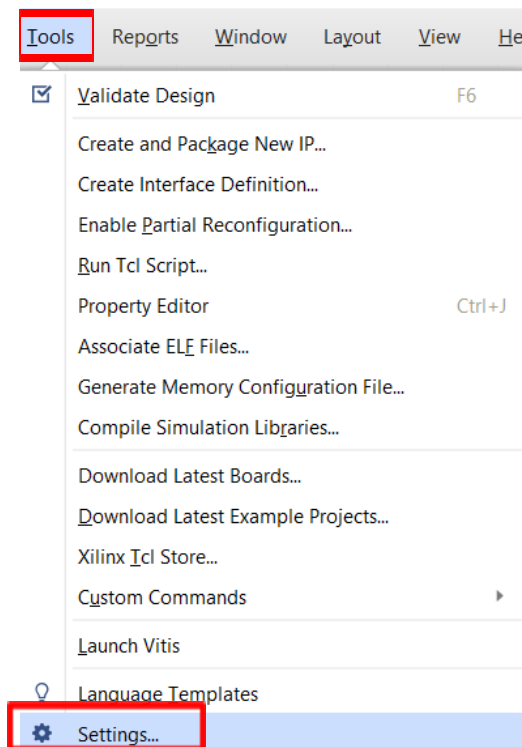 Tools Reports Window Layout View He
Validate Design F6
Create and Package New IP...
Create Interface Definition...
Enable Partial Reconfiguration...
Run Tcl Script...
Property Editor Ctrl+J
Associate ELF Files...
Generate Memory Configuration File...
Compile Simulation Libraries...
Download Latest Boards...
Download Latest Example Projects...
Xilinx Tcl Store...
Custom Commands
Launch Vitis
Language Templates
Settings...